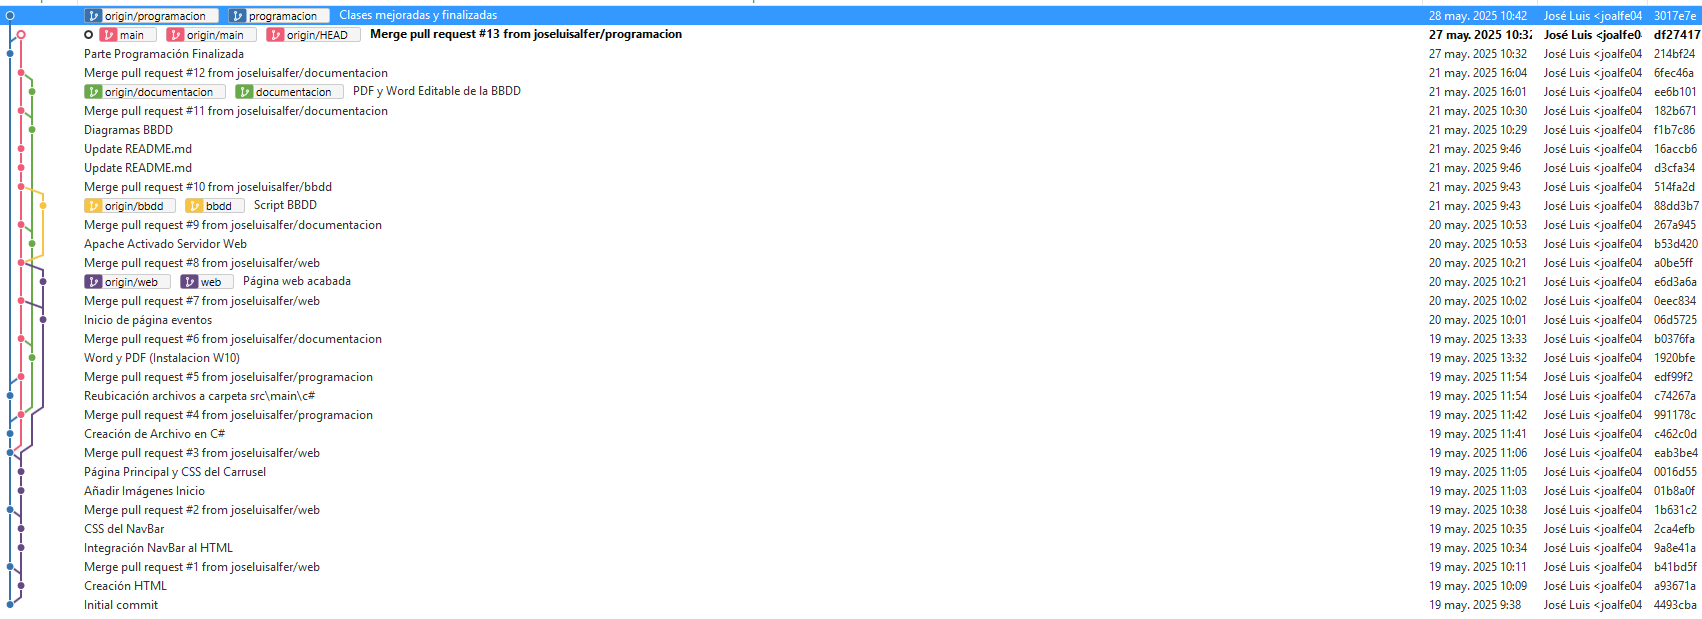 origin/programacion programacion Clases mejoradas y finalizadas 28 may. 2025 10:42 José Luis <joalfe04 3017e7e
main origin/main origin/HEAD Merge pull request #13 from joseluisalfer/programacion 27 may. 2025 10:32 José Luis <joalfe0 df27417
Parte Programación Finalizada 27 may. 2025 10:32 José Luis <joalfe04 214bf24
Merge pull request #12 from joseluisalfer/documentacion 21 may. 2025 16:04 José Luis <joalfe04 6fec46a
origin/documentacion documentacion PDF y Word Editable de la BBDD 21 may. 2025 16:01 José Luis <joalfe04 ee6b101
Merge pull request #11 from joseluisalfer/documentacion 21 may. 2025 10:30 José Luis <joalfe04 182b671
Diagramas BBDD 21 may. 2025 10:29 José Luis <joalfe04 f1b7c86
Update README.md 21 may. 2025 9:46 José Luis <joalfe04 16accb6
Update README.md 21 may. 2025 9:46 José Luis <joalfe04 d3cfa34
Merge pull request #10 from joseluisalfer/bbdd 21 may. 2025 9:43 José Luis <joalfe04 514fa2d
origin/bbdd bbdd Script BBDD 21 may. 2025 9:43 José Luis <joalfe04 88dd3b7
Merge pull request #9 from joseluisalfer/documentacion 20 may. 2025 10:53 José Luis <joalfe04 267a945
Apache Activado Servidor Web 20 may. 2025 10:53 José Luis <joalfe04 b53d420
Merge pull request #8 from joseluisalfer/web 20 may. 2025 10:21 José Luis <joalfe04 a0be5ff
origin/web web Página web acabada 20 may. 2025 10:21 José Luis <joalfe04 e6d3a6a
Merge pull request #7 from joseluisalfer/web 20 may. 2025 10:02 José Luis <joalfe04 0eec834
Inicio de página eventos 20 may. 2025 10:01 José Luis <joalfe04 06d5725
Merge pull request #6 from joseluisalfer/documentacion 19 may. 2025 13:33 José Luis <joalfe04 b0376fa
Word y PDF (Instalacion W10) 19 may. 2025 13:32 José Luis <joalfe04 1920bfe
Merge pull request #5 from joseluisalfer/programacion 19 may. 2025 11:54 José Luis <joalfe04 edf99f2
Reubicación archivos a carpeta src\main\c# 19 may. 2025 11:54 José Luis <joalfe04 c74267a
Merge pull request #4 from joseluisalfer/programacion 19 may. 2025 11:42 José Luis <joalfe04 991178c
Creación de Archivo en C# 19 may. 2025 11:41 José Luis <joalfe04 c462c0d
Merge pull request #3 from joseluisalfer/web 19 may. 2025 11:06 José Luis <joalfe04 eab3be4
Página Principal y CSS del Carrusel 19 may. 2025 11:05 José Luis <joalfe04 0016d55
Añadir Imágenes Inicio 19 may. 2025 11:03 José Luis <joalfe04 01b8a0f
Merge pull request #2 from joseluisalfer/web 19 may. 2025 10:38 José Luis <joalfe04 1b631c2
CSS del NavBar 19 may. 2025 10:35 José Luis <joalfe04 2ca4efb
Integración NavBar al HTML 19 may. 2025 10:34 José Luis <joalfe04 9a8e41a
Merge pull request #1 from joseluisalfer/web 19 may. 2025 10:11 José Luis <joalfe04 b41bd5f
Creación HTML 19 may. 2025 10:09 José Luis <joalfe04 a93671a
Initial commit 19 may. 2025 9:38 José Luis <joalfe04 4493cba